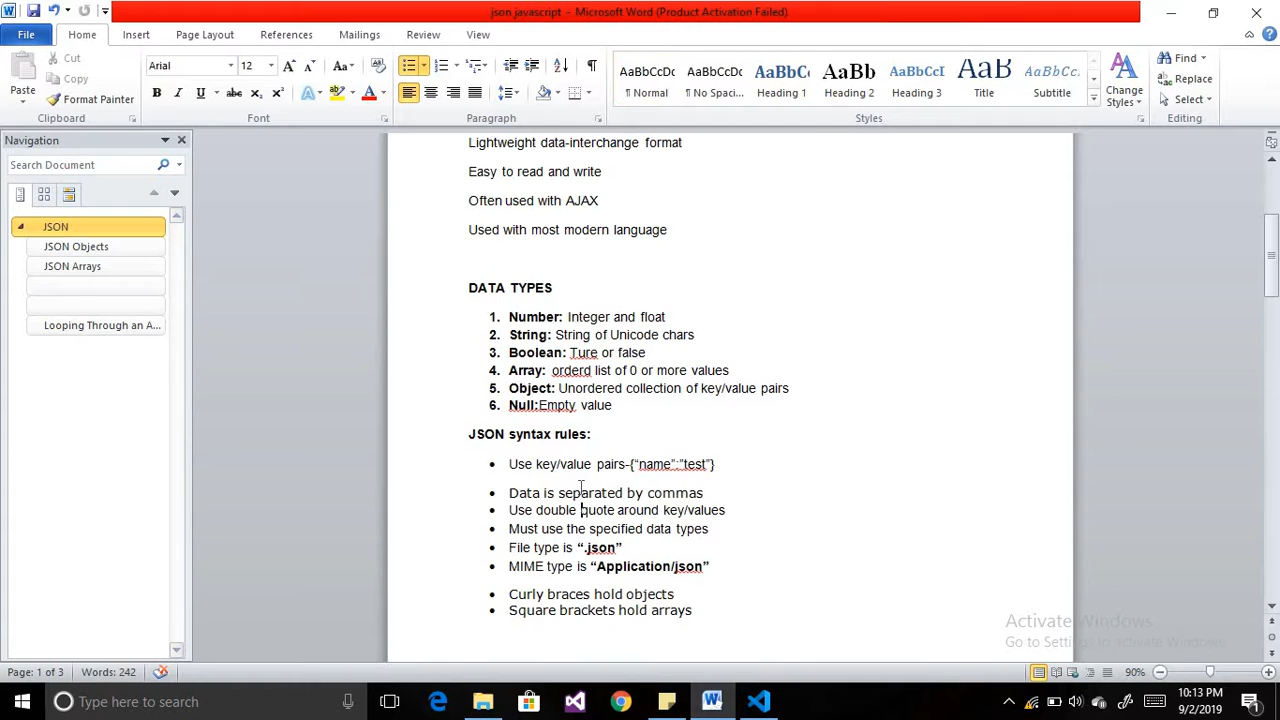 json javascript - Microsoft Word (Product Activation Failed)
File Home Insert Page Layout References Mailings Review View
Paste
Cut
Copy
Format Painter
Clipboard
Arial 12
Font
Paragraph
AaBbCcDc AaBbCcDc AaBbCc AaBbCc AaBbCcI AaB AaBbCcL
¶ Normal ¶ No Spaci... Heading 1 Heading 2 Heading 3 Title Subtitle
Change Styles
Styles
Find
Replace
Select
Editing
Navigation
Search Document
JSON
JSON Objects
JSON Arrays
Looping Through an A...
Lightweight data-interchange format
Easy to read and write
Often used with AJAX
Used with most modern language
DATA TYPES
1. Number: Integer and float
2. String: String of Unicode chars
3. Boolean: Ture or false
4. Array: orderd list of 0 or more values
5. Object: Unordered collection of key/value pairs
6. Null:Empty value
JSON syntax rules:
• Use key/value pairs-{“name”:”test”}
• Data is separated by commas
• Use double quote around key/values
• Must use the specified data types
• File type is “.json”
• MIME type is “Application/json”
• Curly braces hold objects
• Square brackets hold arrays
Activate Windows
Go to Settings to activate Windows.
Page: 1 of 3 Words: 242 90%
Type here to search
10:13 PM
9/2/2019